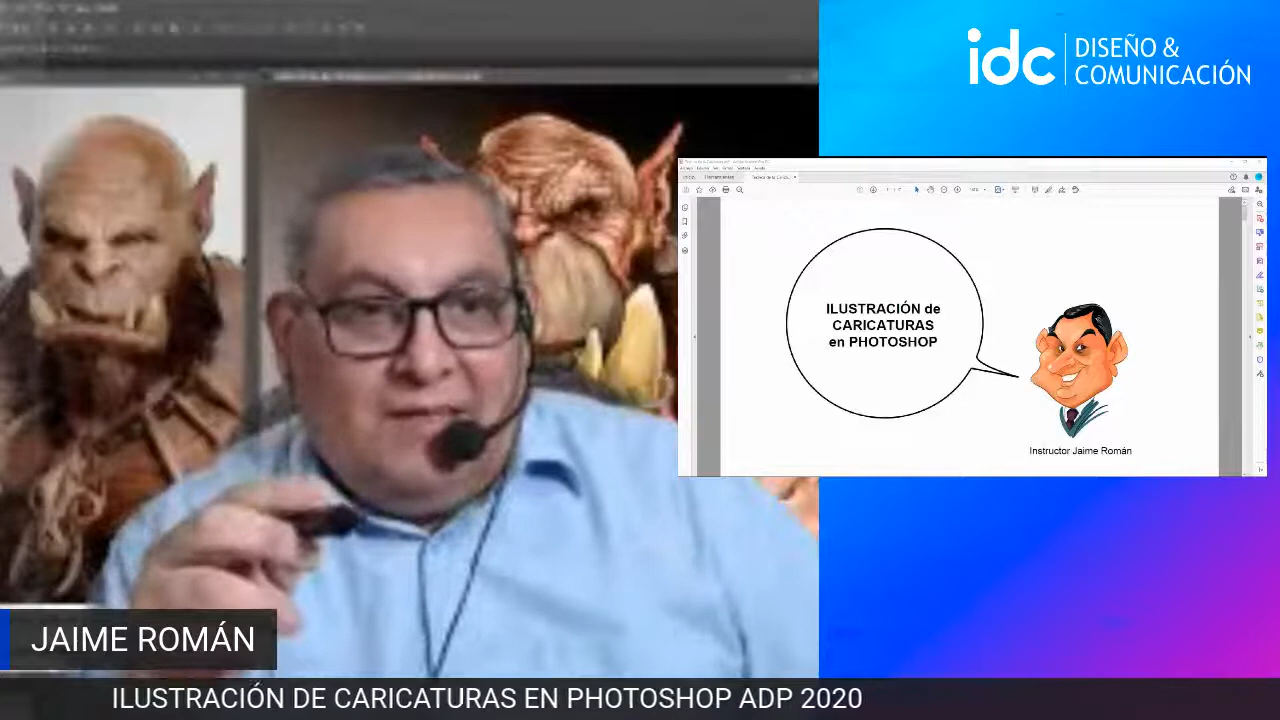 idc
DISEÑO &
COMUNICACIÓN
ILUSTRACIÓN de
CARICATURAS
en PHOTOSHOP
Instructor Jaime Román
JAIME ROMÁN
ILUSTRACIÓN DE CARICATURAS EN PHOTOSHOP ADP 2020